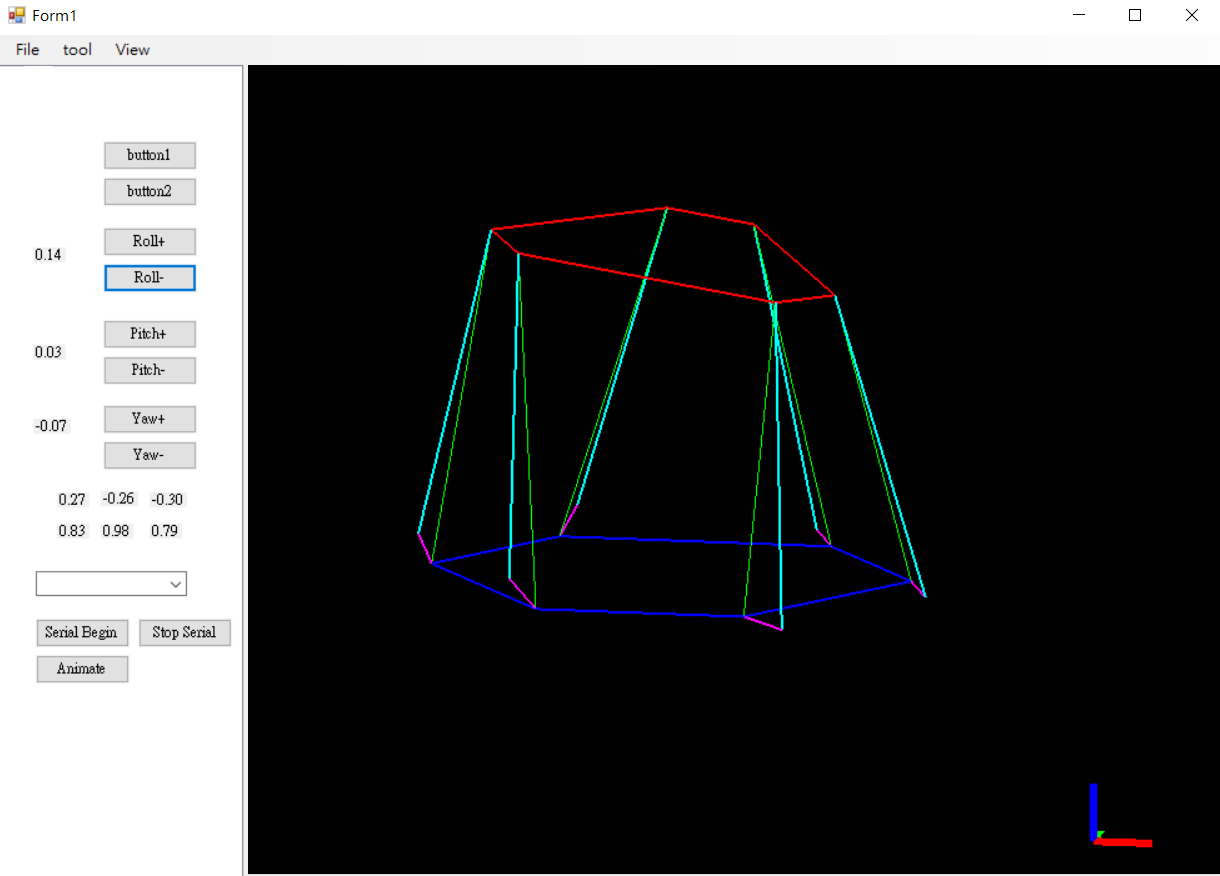 Form1
File tool View
button1
button2
Roll+
0.14
Roll-
Pitch+
0.03
Pitch-
Yaw+
-0.07
Yaw-
0.27 -0.26 -0.30
0.83 0.98 0.79
Serial Begin Stop Serial
Animate